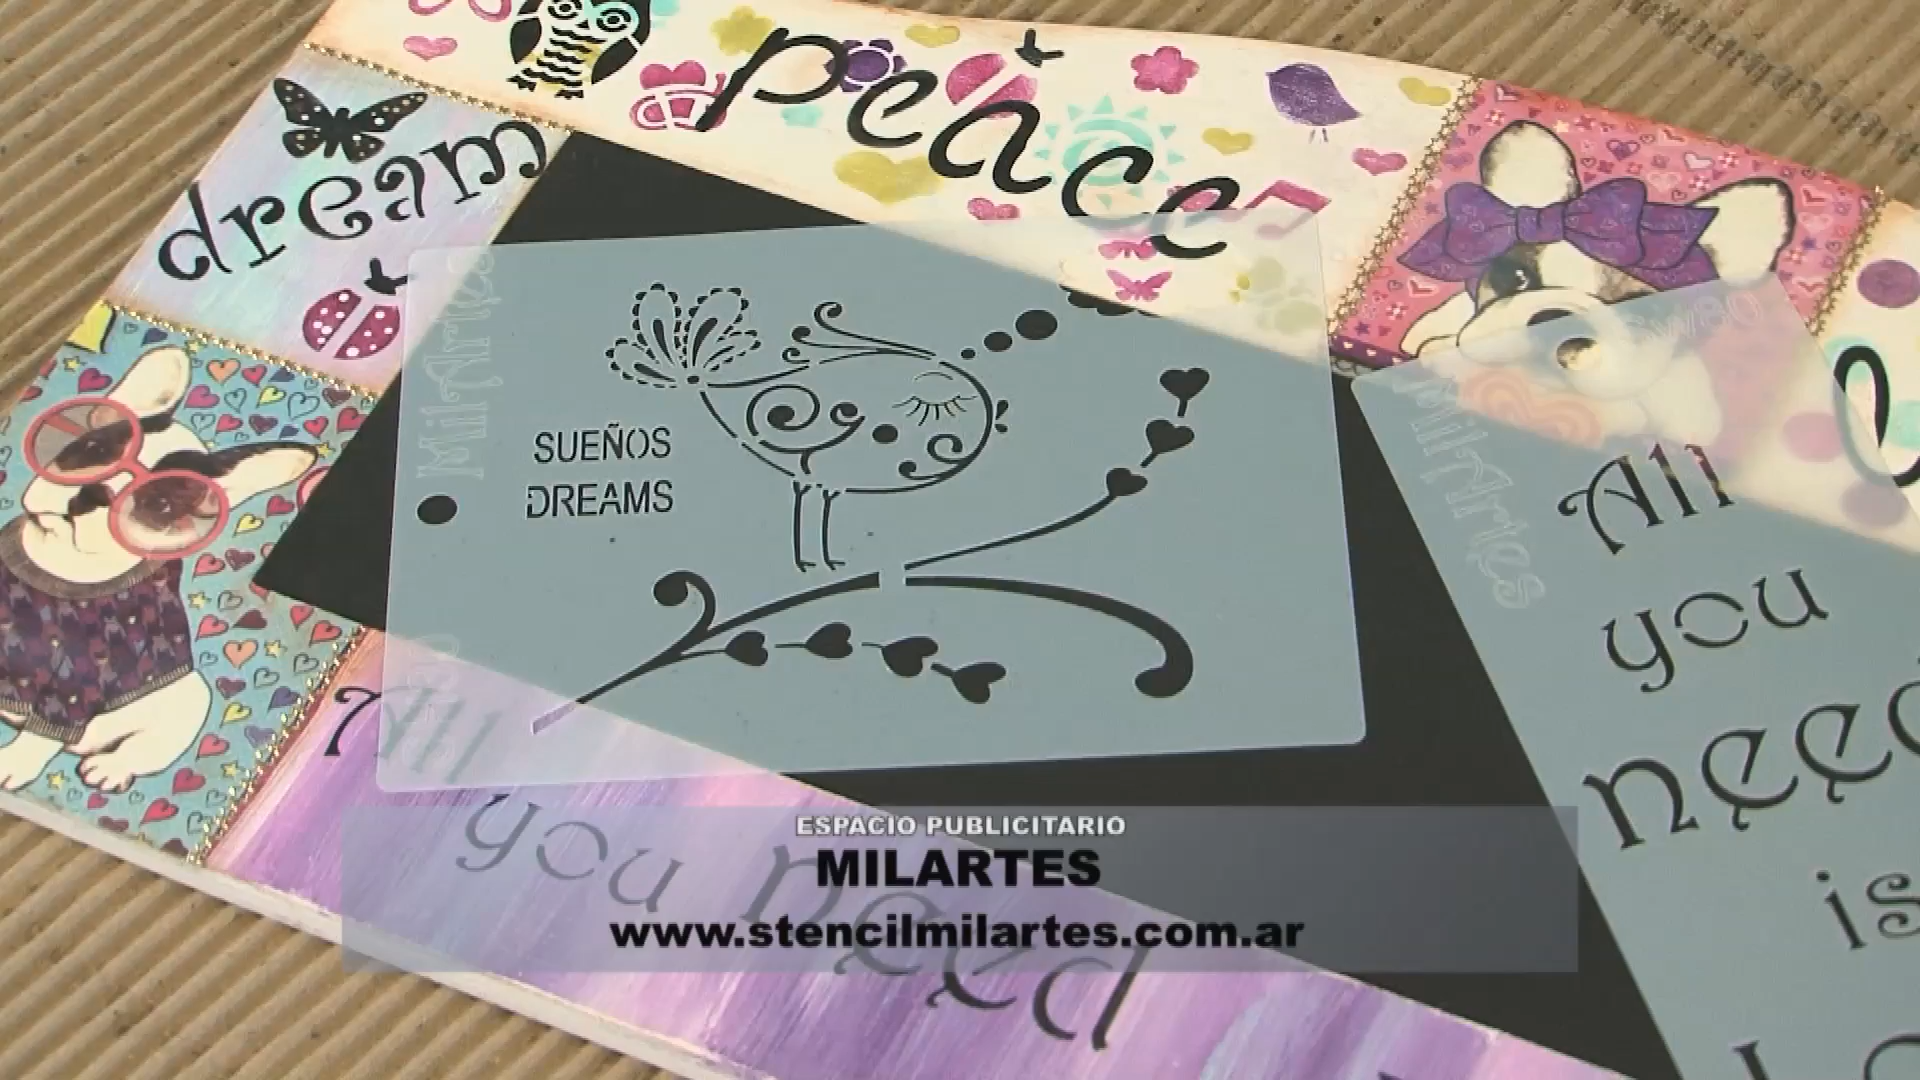 peace
dream
MilArtes
SW80
SUEÑOS
DREAMS
MilArtes
All
you
need
is
All
you need
ESPACIO PUBLICITARIO
MILARTES
www.stencilmilartes.com.ar